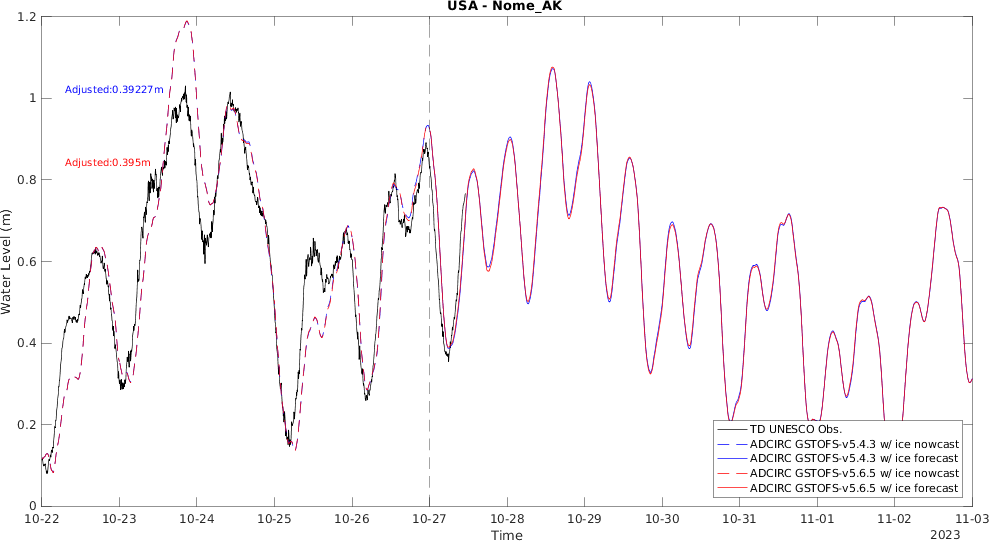 USA - Nome_AK
1.2
1
0.8
0.6
0.4
0.2
0
Water Level (m)
Adjusted:0.39227m
Adjusted:0.395m
TD UNESCO Obs.
ADCIRC GSTOFS-v5.4.3 w/ ice nowcast
ADCIRC GSTOFS-v5.4.3 w/ ice forecast
ADCIRC GSTOFS-v5.6.5 w/ ice nowcast
ADCIRC GSTOFS-v5.6.5 w/ ice forecast
10-22 10-23 10-24 10-25 10-26 10-27 10-28 10-29 10-30 10-31 11-01 11-02 11-03
Time
2023